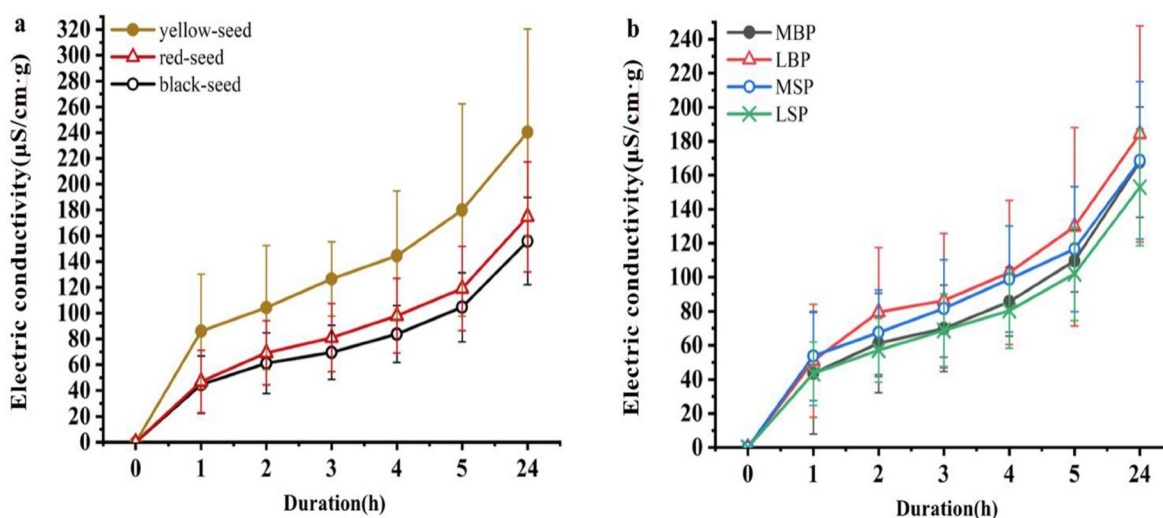 a
Electric conductivity(µS/cm·g)
320
300
280
260
240
220
200
180
160
140
120
100
80
60
40
20
0
yellow-seed
red-seed
black-seed
0 1 2 3 4 5 24
Duration(h)
b
Electric conductivity(µS/cm·g)
240
220
200
180
160
140
120
100
80
60
40
20
0
MBP
LBP
MSP
LSP
0 1 2 3 4 5 24
Duration(h)